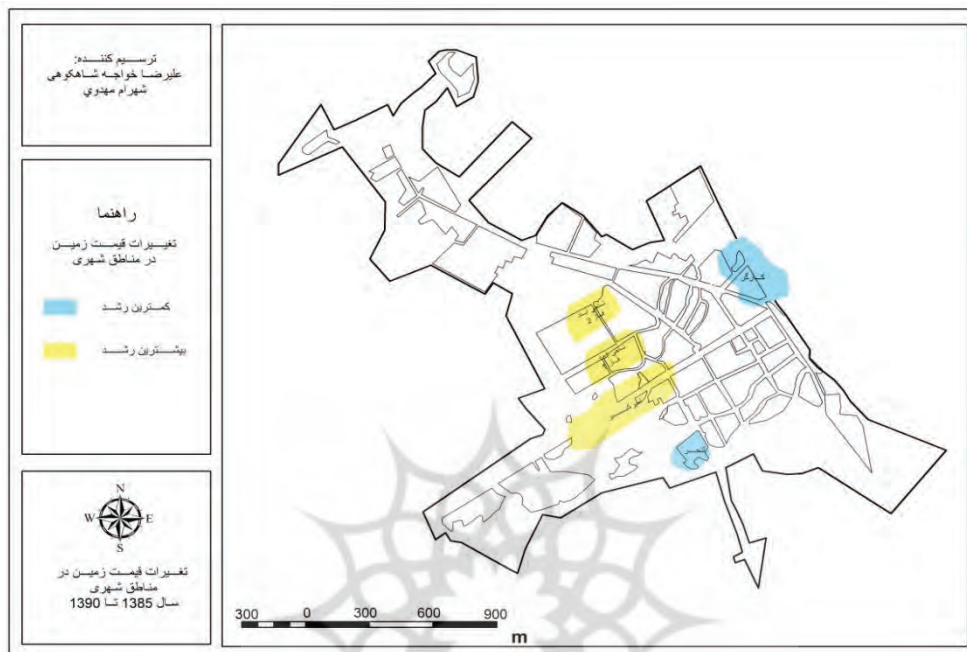 ترسیم کننده:
علیرضا خواجه شاهکوهی
شهرام مهدوي
راهنما
تغییرات قیمت زمین
در مناطق شهری
کمترین رشد
بیشترین رشد
N
W E
S
تغییرات قیمت زمین در
مناطق شهری
سال 1385 تا 1390
300 0 300 600 900
m